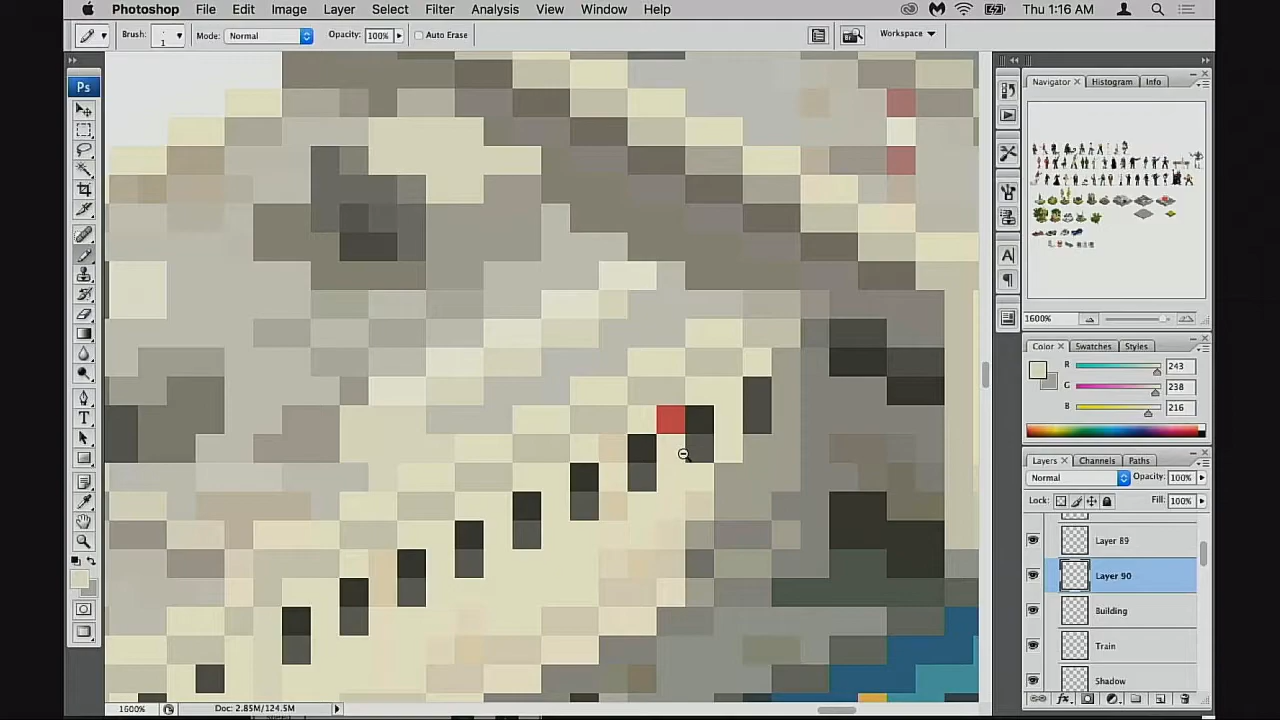 Photoshop File Edit Image Layer Select Filter Analysis View Window Help Thu 1:16 AM
Brush: 1 Mode: Normal Opacity: 100% Auto Erase Workspace
Ps
Navigator Histogram Info
1600%
Color Swatches Styles
R 243
G 238
B 216
Layers Channels Paths
Normal Opacity: 100%
Lock: Fill: 100%
Layer 89
Layer 90
Building
Train
Shadow
1600% Doc: 2.85M/124.5M